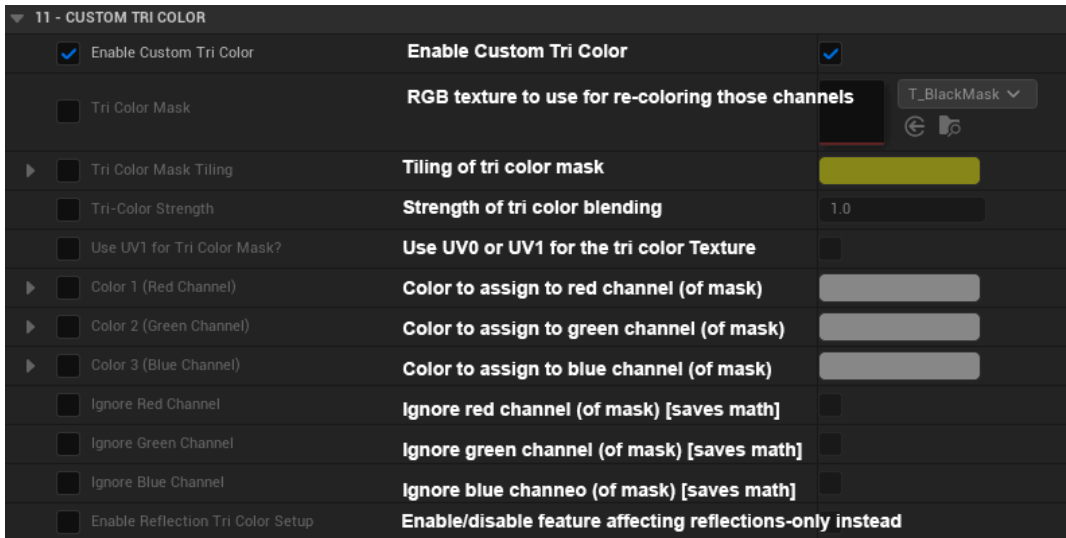 11 - CUSTOM TRI COLOR
Enable Custom Tri Color Enable Custom Tri Color
Tri Color Mask RGB texture to use for re-coloring those channels T_BlackMask
Tri Color Mask Tiling Tiling of tri color mask
Tri-Color Strength Strength of tri color blending 1.0
Use UV1 for Tri Color Mask? Use UV0 or UV1 for the tri color Texture
Color 1 (Red Channel) Color to assign to red channel (of mask)
Color 2 (Green Channel) Color to assign to green channel (of mask)
Color 3 (Blue Channel) Color to assign to blue channel (of mask)
Ignore Red Channel Ignore red channel (of mask) [saves math]
Ignore Green Channel Ignore green channel (of mask) [saves math]
Ignore Blue Channel Ignore blue channeo (of mask) [saves math]
Enable Reflection Tri Color Setup Enable/disable feature affecting reflections-only instead